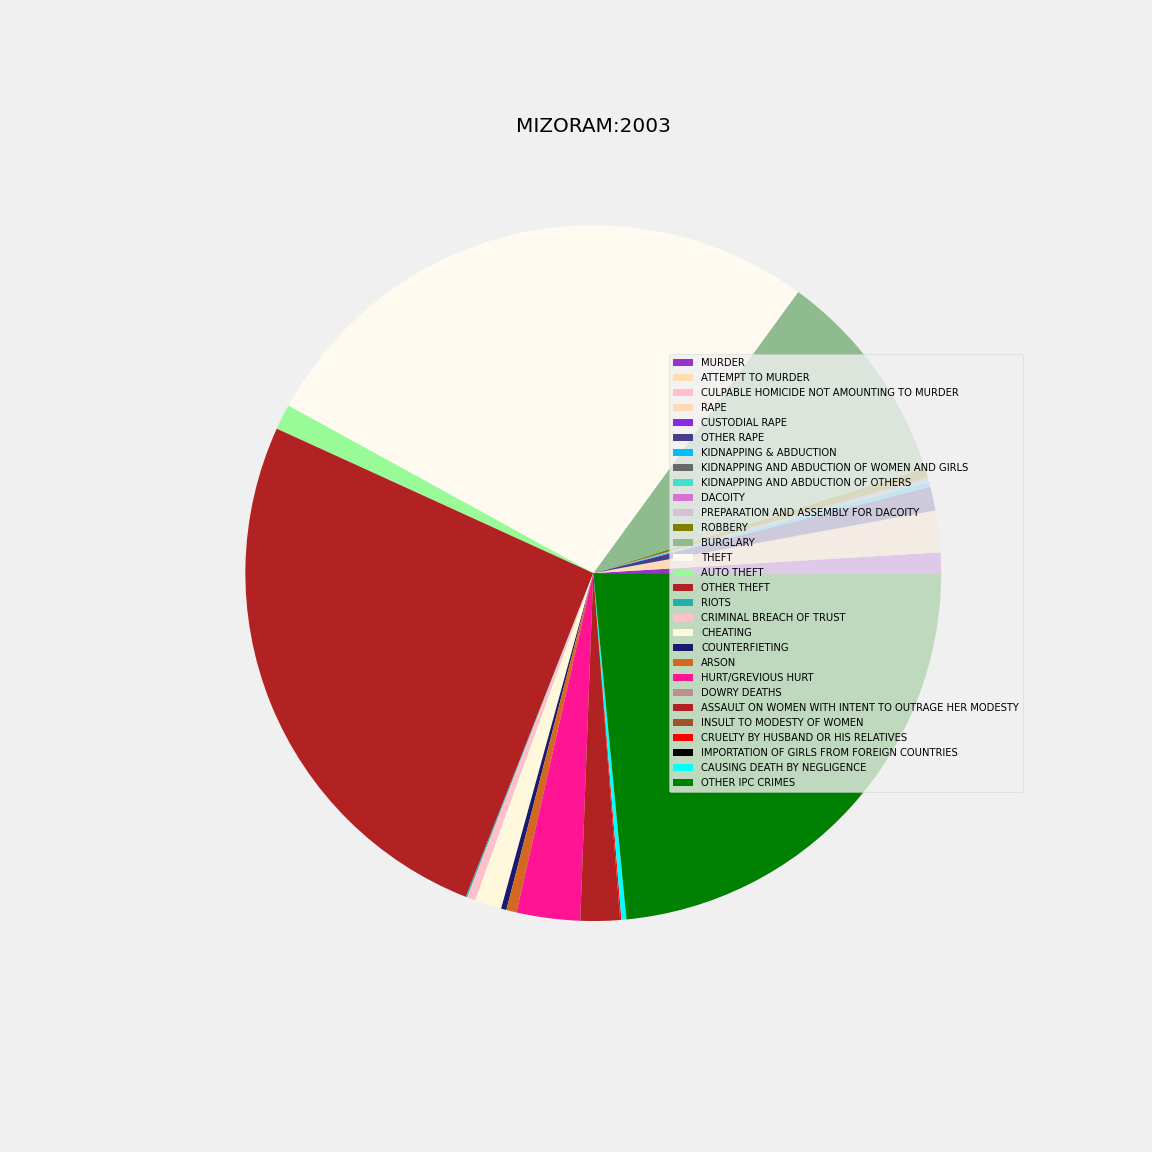 MIZORAM:2003
MURDER
ATTEMPT TO MURDER
CULPABLE HOMICIDE NOT AMOUNTING TO MURDER
RAPE
CUSTODIAL RAPE
OTHER RAPE
KIDNAPPING & ABDUCTION
KIDNAPPING AND ABDUCTION OF WOMEN AND GIRLS
KIDNAPPING AND ABDUCTION OF OTHERS
DACOITY
PREPARATION AND ASSEMBLY FOR DACOITY
ROBBERY
BURGLARY
THEFT
AUTO THEFT
OTHER THEFT
RIOTS
CRIMINAL BREACH OF TRUST
CHEATING
COUNTERFIETING
ARSON
HURT/GREVIOUS HURT
DOWRY DEATHS
ASSAULT ON WOMEN WITH INTENT TO OUTRAGE HER MODESTY
INSULT TO MODESTY OF WOMEN
CRUELTY BY HUSBAND OR HIS RELATIVES
IMPORTATION OF GIRLS FROM FOREIGN COUNTRIES
CAUSING DEATH BY NEGLIGENCE
OTHER IPC CRIMES